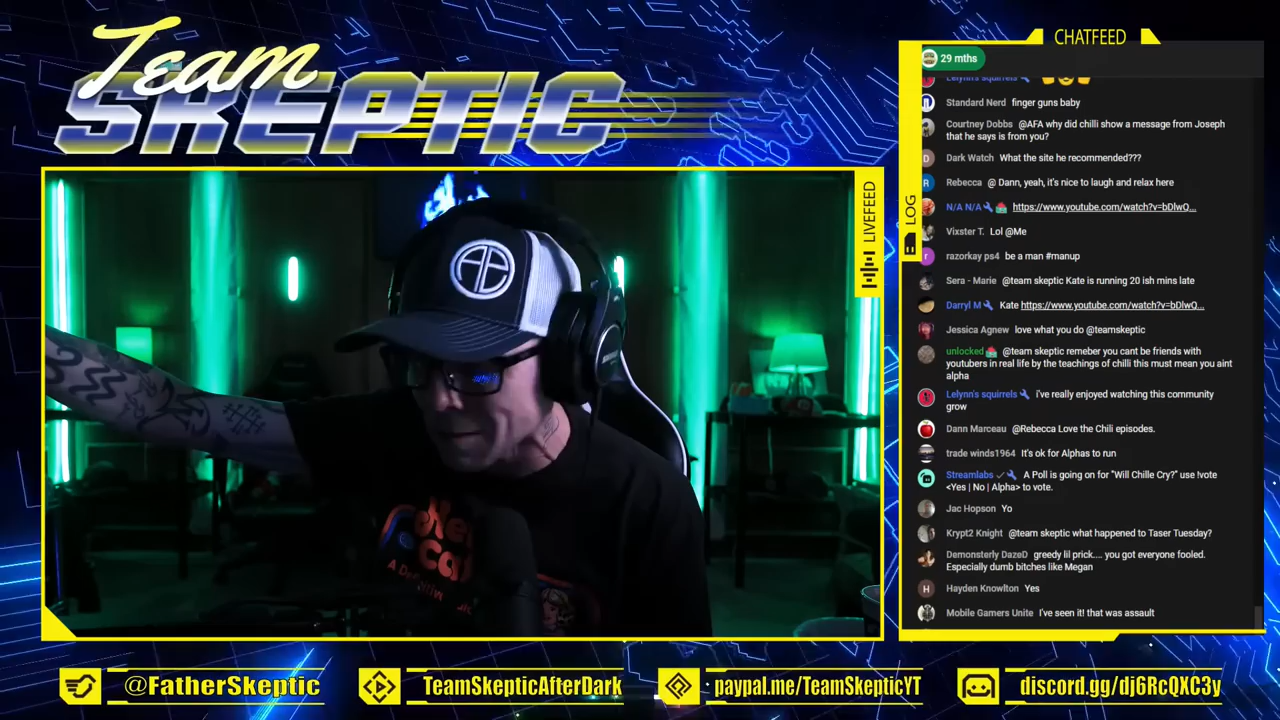 Team
SKEPTIC
CHATFEED
LIVEFEED
LOG
29 mths
Lelynn's squirrels
Standard Nerd finger guns baby
Courtney Dobbs @AFA why did chilli show a message from Joseph
that he says is from you?
Dark Watch What the site he recommended???
Rebecca @ Dann, yeah, it's nice to laugh and relax here
N/A N/A https://www.youtube.com/watch?v=bDlwQ...
Vixster T. Lol @Me
razorkay ps4 be a man #manup
Sera - Marie @team skeptic Kate is running 20 ish mins late
Darryl M Kate https://www.youtube.com/watch?v=bDlwQ...
Jessica Agnew love what you do @teamskeptic
unlocked @team skeptic remeber you cant be friends with
youtubers in real life by the teachings of chilli this must mean you aint
alpha
Lelynn's squirrels i've really enjoyed watching this community
grow
Dann Marceau @Rebecca Love the Chili episodes.
trade winds1964 It's ok for Alphas to run
Streamlabs A Poll is going on for "Will Chille Cry?" use !vote
<Yes | No | Alpha> to vote.
Jac Hopson Yo
Krypt2 Knight @team skeptic what happened to Taser Tuesday?
Demonsterly DazeD greedy lil prick.... you got everyone fooled.
Especially dumb bitches like Megan
Hayden Knowlton Yes
Mobile Gamers Unite I've seen it! that was assault
@FatherSkeptic
TeamSkepticAfterDark
paypal.me/TeamSkepticYT
discord.gg/dj6RcQXC3y